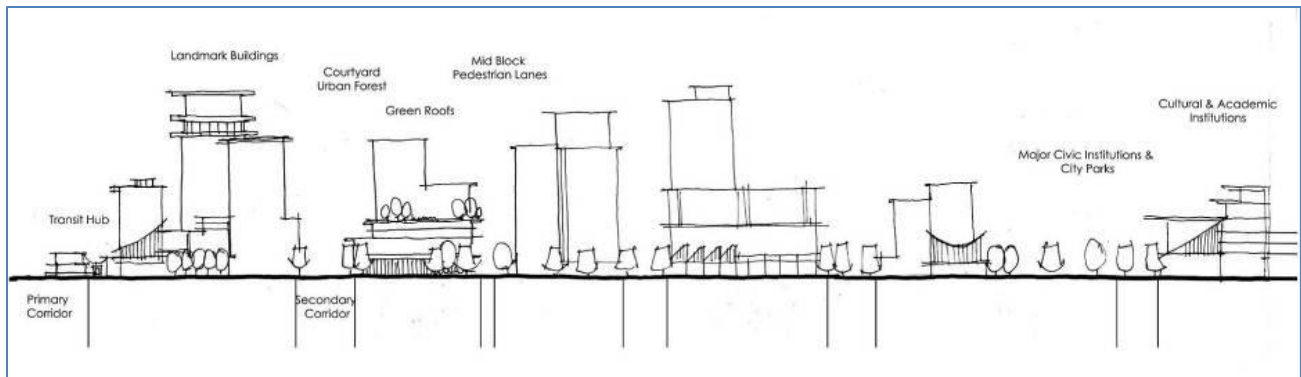 Landmark Buildings
Courtyard
Urban Forest
Mid Block
Pedestrian Lanes
Green Roofs
Cultural & Academic
Institutions
Major Civic Institutions &
City Parks
Transit Hub
Primary
Corridor
Secondary
Corridor